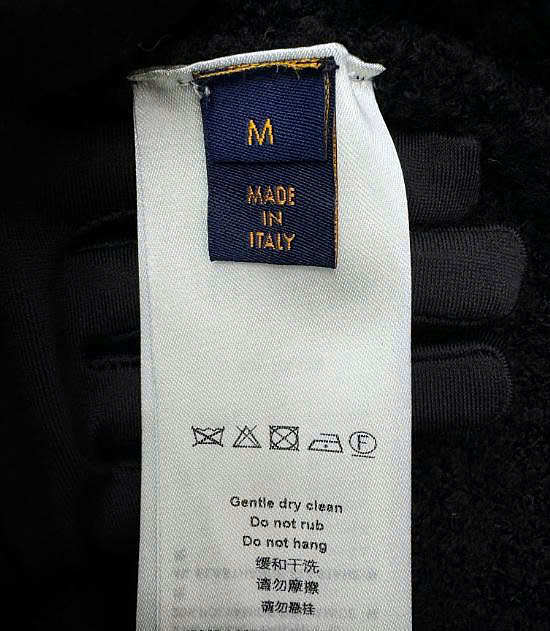 M
MADE
IN
ITALY
F
Gentle dry clean
Do not rub
Do not hang
缓和干洗
请勿摩擦
请勿悬挂